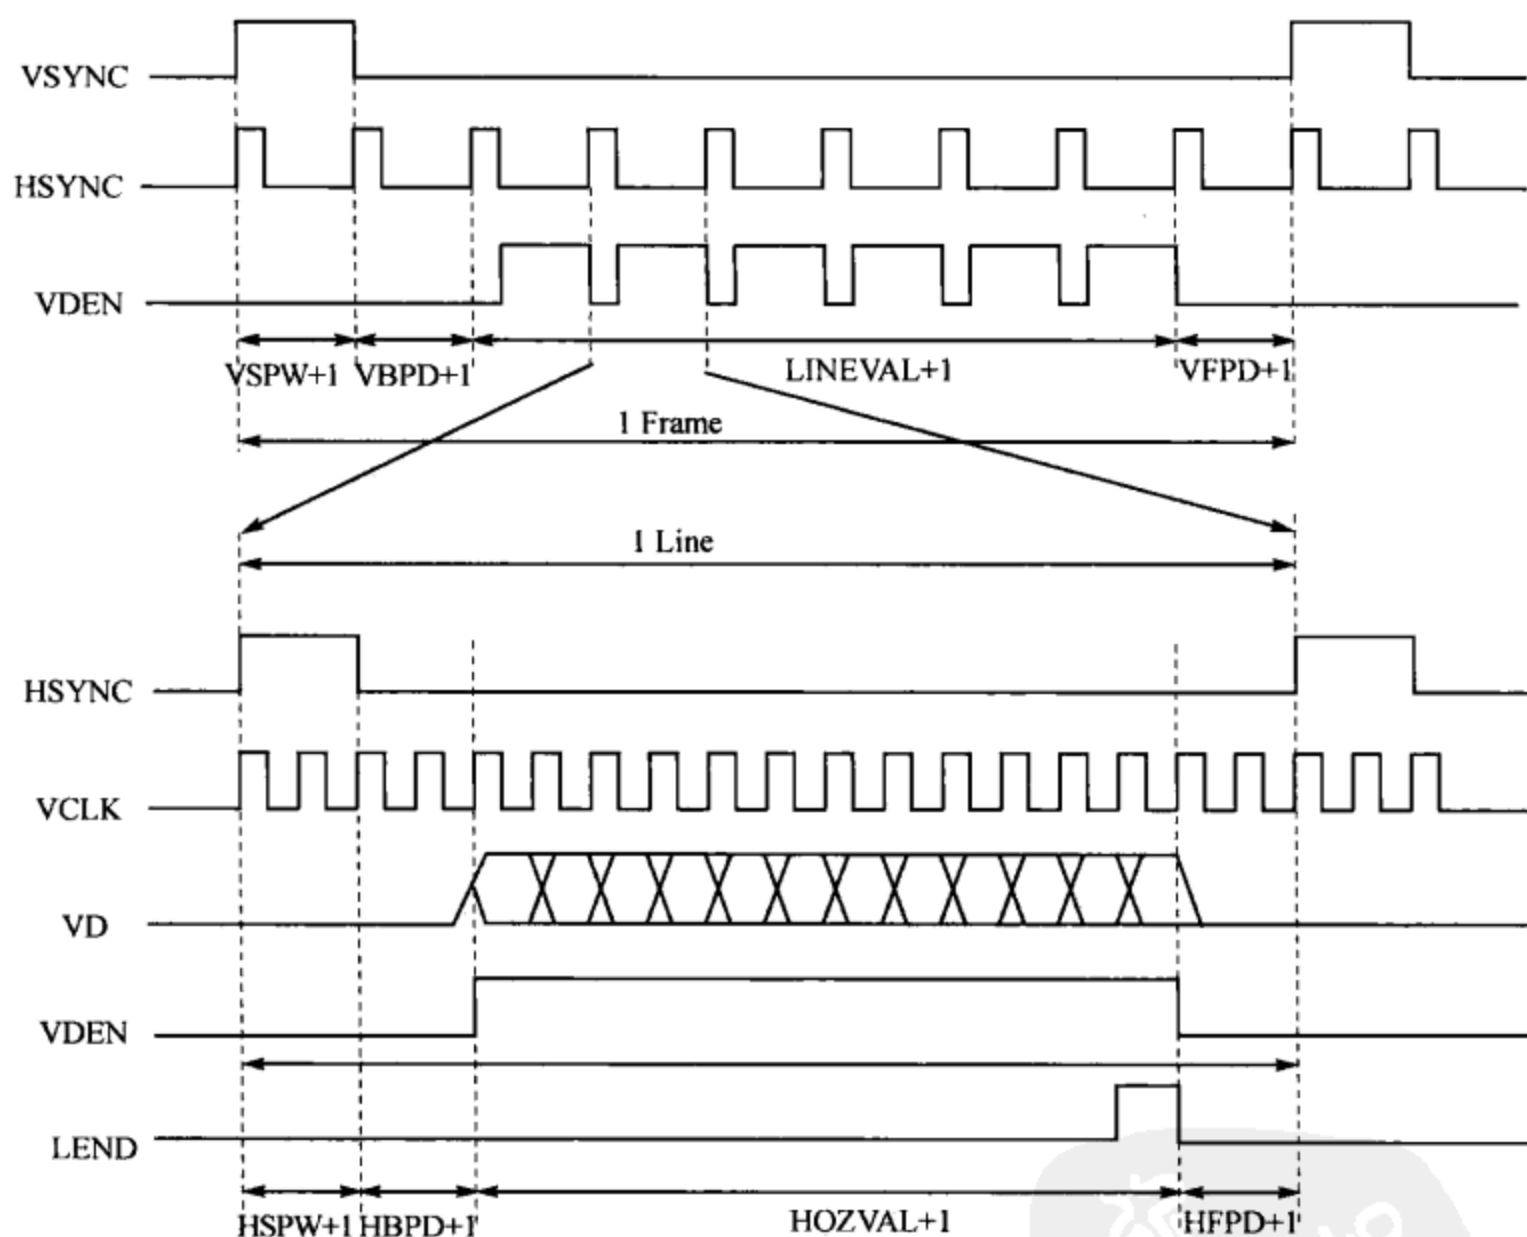 VSYNC
HSYNC
VDEN
VSPW+1 VBPD+1 LINEVAL+1 VFPD+1
1 Frame
1 Line
HSYNC
VCLK
VD
VDEN
LEND
HSPW+1 HBPD+1 HOZVAL+1 HFPD+1